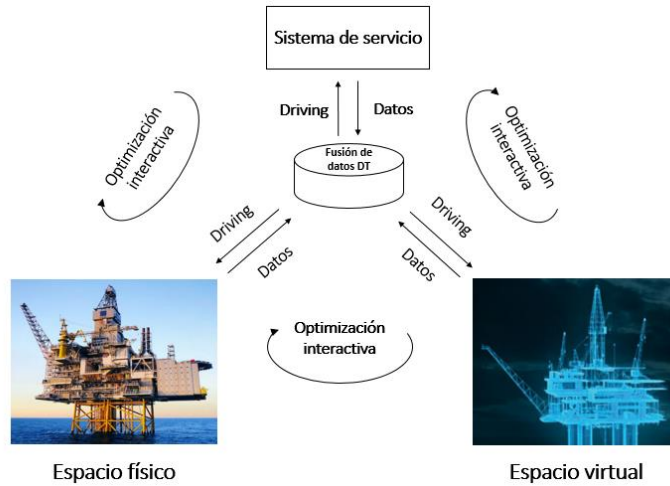 Sistema de servicio
Driving
Datos
Optimización
interactiva
Optimización
interactiva
Fusión de
datos DT
Driving
Datos
Driving
Datos
Optimización
interactiva
Espacio físico
Espacio virtual